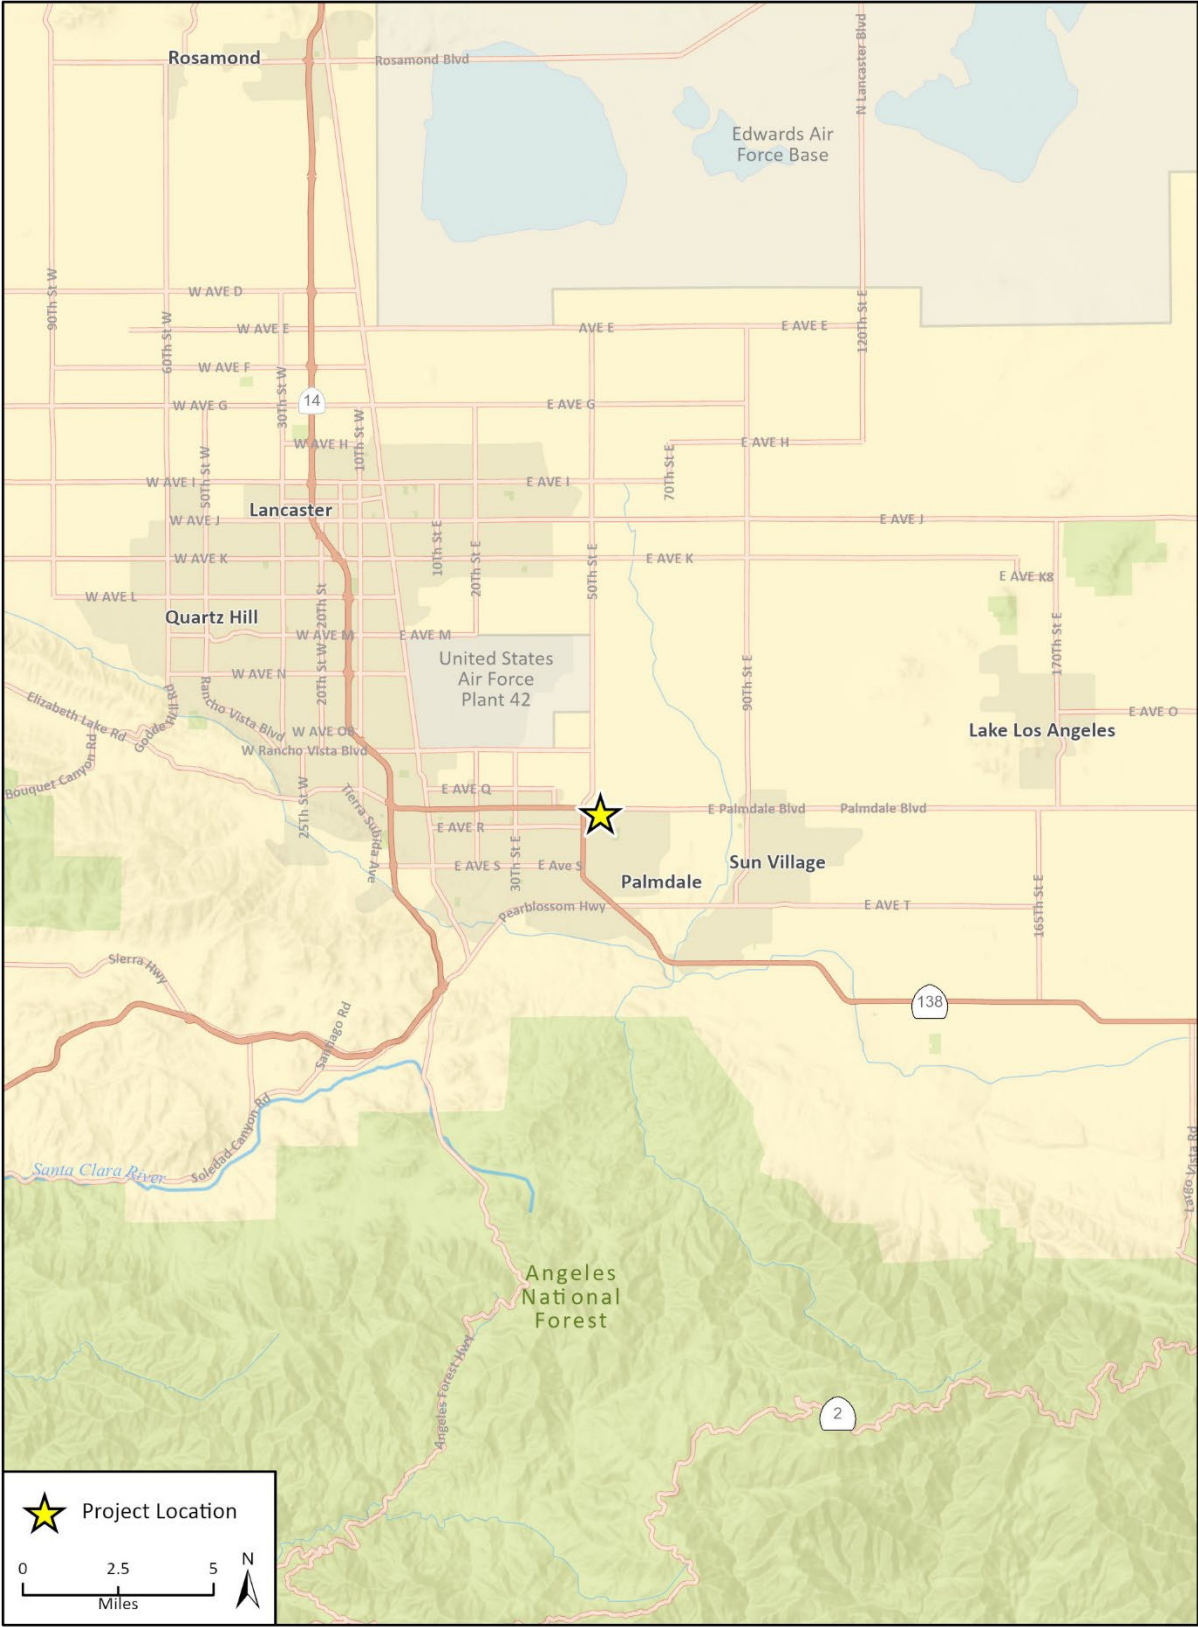 Rosamond
Rosamond Blvd
N Lancaster Blvd
Edwards Air
Force Base
90Th St W
W AVE D
60Th St W
W AVE E
AVE E
E AVE E
120Th St E
W AVE F
30Th St W
14
W AVE G
E AVE G
10Th St W
W AVE H
E AVE H
50Th St W
70Th St E
W AVE I
E AVE I
Lancaster
W AVE J
E AVE J
10Th St E
20Th St E
50Th St E
W AVE K
E AVE K
E AVE K8
W AVE L
20Th St
Quartz Hill
W AVE M
E AVE M
170Th St E
United States
Air Force
Plant 42
W AVE N
20Th St W
90Th St E
Elizabeth Lake Rd
Godde Hill Rd
Rancho Vista Blvd
W AVE O8
E AVE O
Lake Los Angeles
W Rancho Vista Blvd
Bouquet Canyon Rd
25Th St W
Tierra Subida Ave
E AVE Q
E Palmdale Blvd
Palmdale Blvd
E AVE R
30Th St E
E AVE S
E Ave S
Sun Village
Palmdale
Pearblossom Hwy
E AVE T
165Th St E
Sierra Hwy
138
Santiago Rd
Soledad Canyon Rd
Santa Clara River
Largo Vista Rd
Angeles
National
Forest
Angeles Forest Hwy
2
Project Location
0 2.5 5
Miles
N